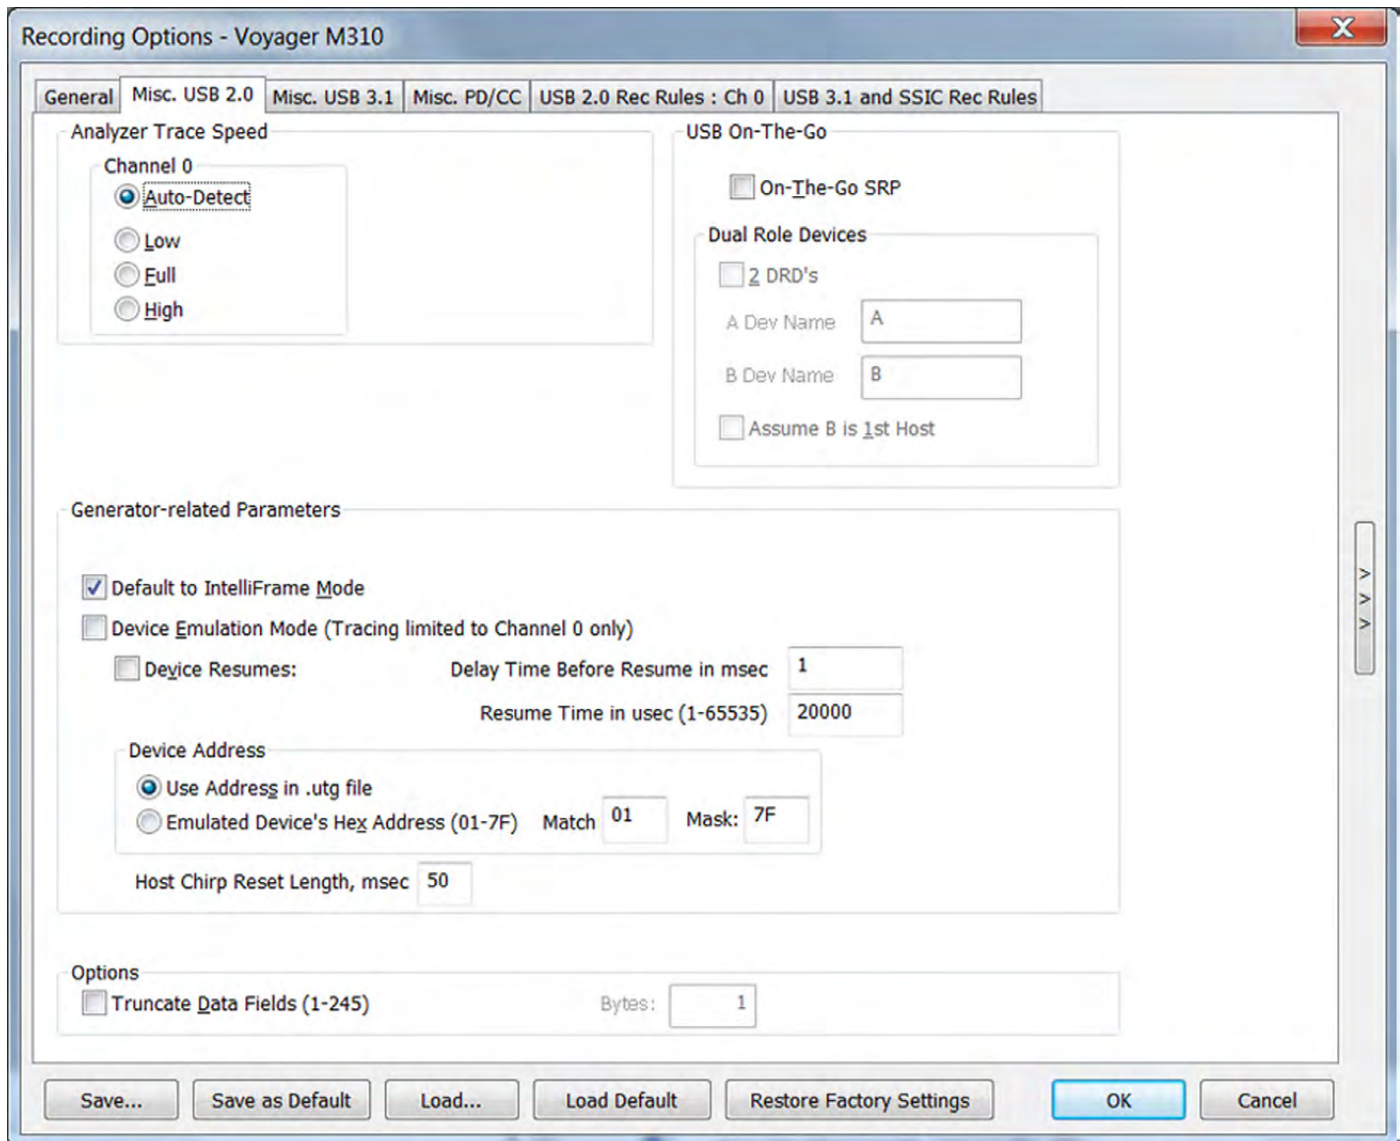 Recording Options - Voyager M310
X
General Misc. USB 2.0 Misc. USB 3.1 Misc. PD/CC USB 2.0 Rec Rules : Ch 0 USB 3.1 and SSIC Rec Rules
Analyzer Trace Speed
Channel 0
Auto-Detect
Low
Full
High
USB On-The-Go
On-The-Go SRP
Dual Role Devices
2 DRD's
A Dev Name A
B Dev Name B
Assume B is 1st Host
Generator-related Parameters
Default to IntelliFrame Mode
Device Emulation Mode (Tracing limited to Channel 0 only)
Device Resumes: Delay Time Before Resume in msec 1
Resume Time in usec (1-65535) 20000
Device Address
Use Address in .utg file
Emulated Device's Hex Address (01-7F) Match 01 Mask: 7F
Host Chirp Reset Length, msec 50
>
>
>
Options
Truncate Data Fields (1-245) Bytes: 1
Save... Save as Default Load... Load Default Restore Factory Settings OK Cancel